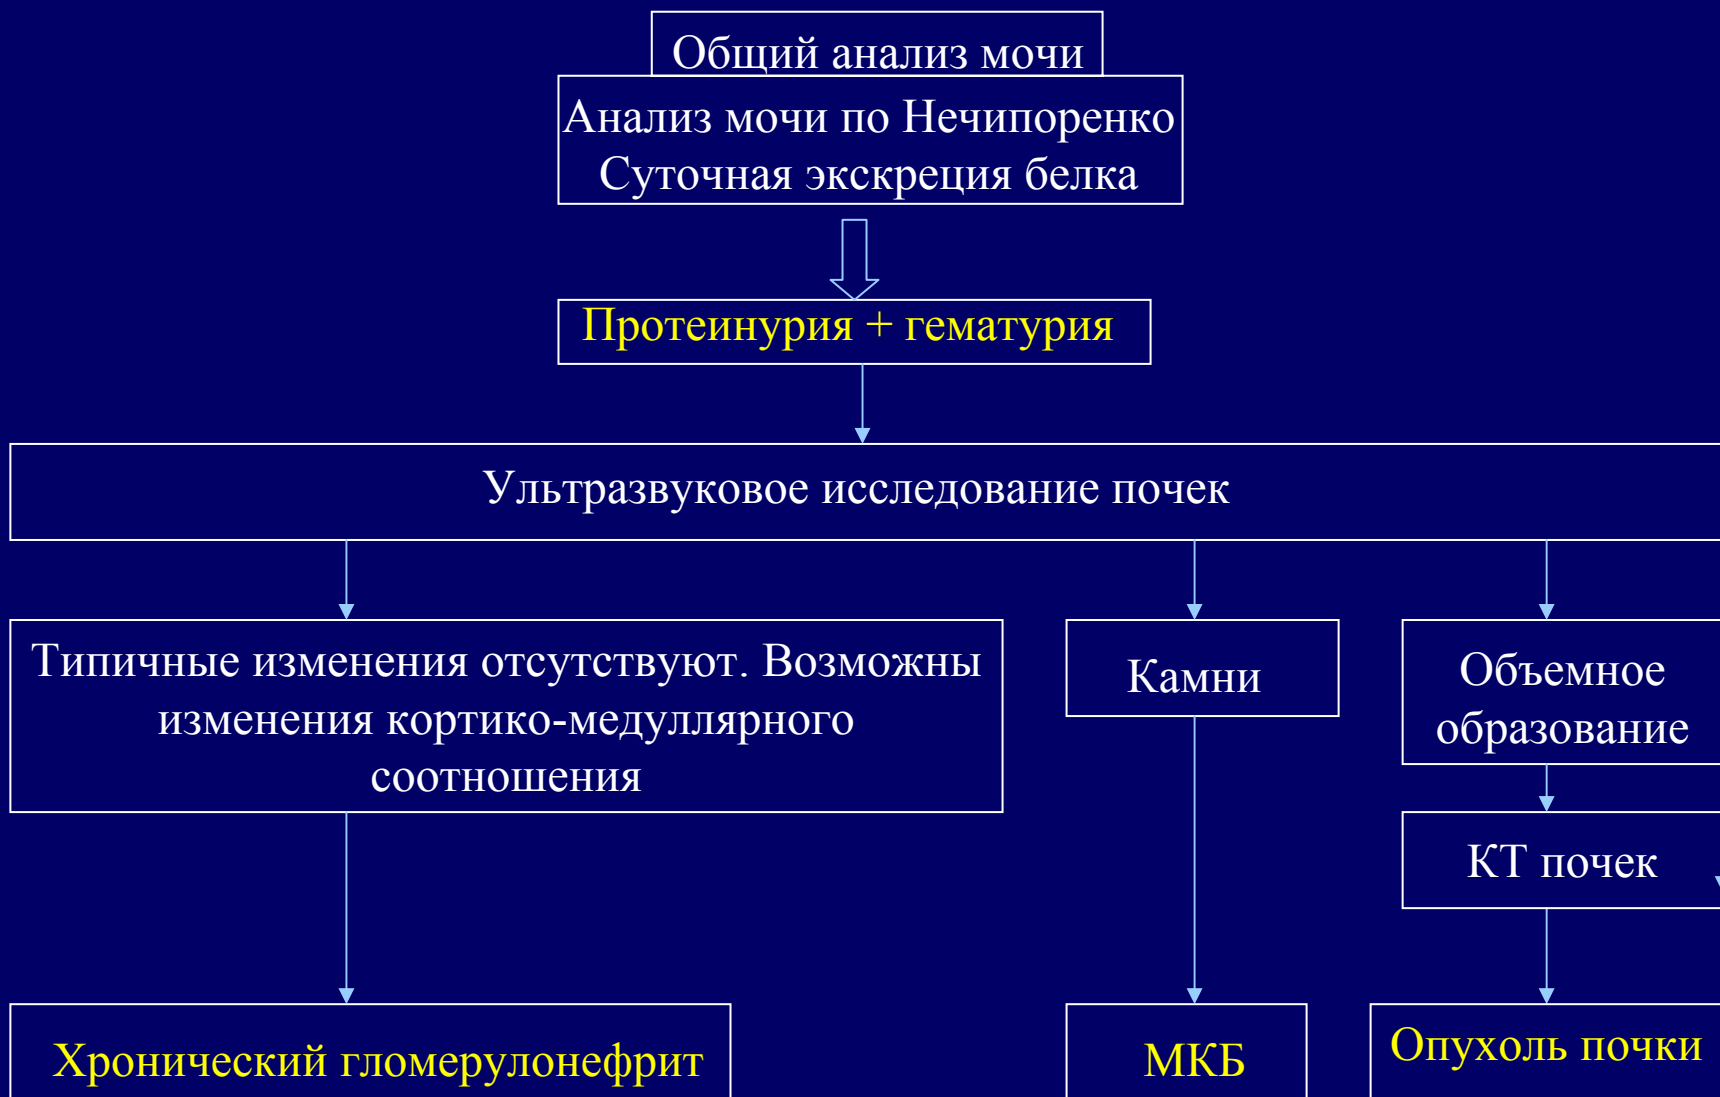 Общий анализ мочи
Анализ мочи по Нечипоренко
Суточная экскреция белка
Протеинурия + гематурия
Ультразвуковое исследование почек
Типичные изменения отсутствуют. Возможны
изменения кортико-медуллярного
соотношения
Камни
Объемное
образование
КТ почек
Хронический гломерулонефрит
МКБ
Опухоль почки